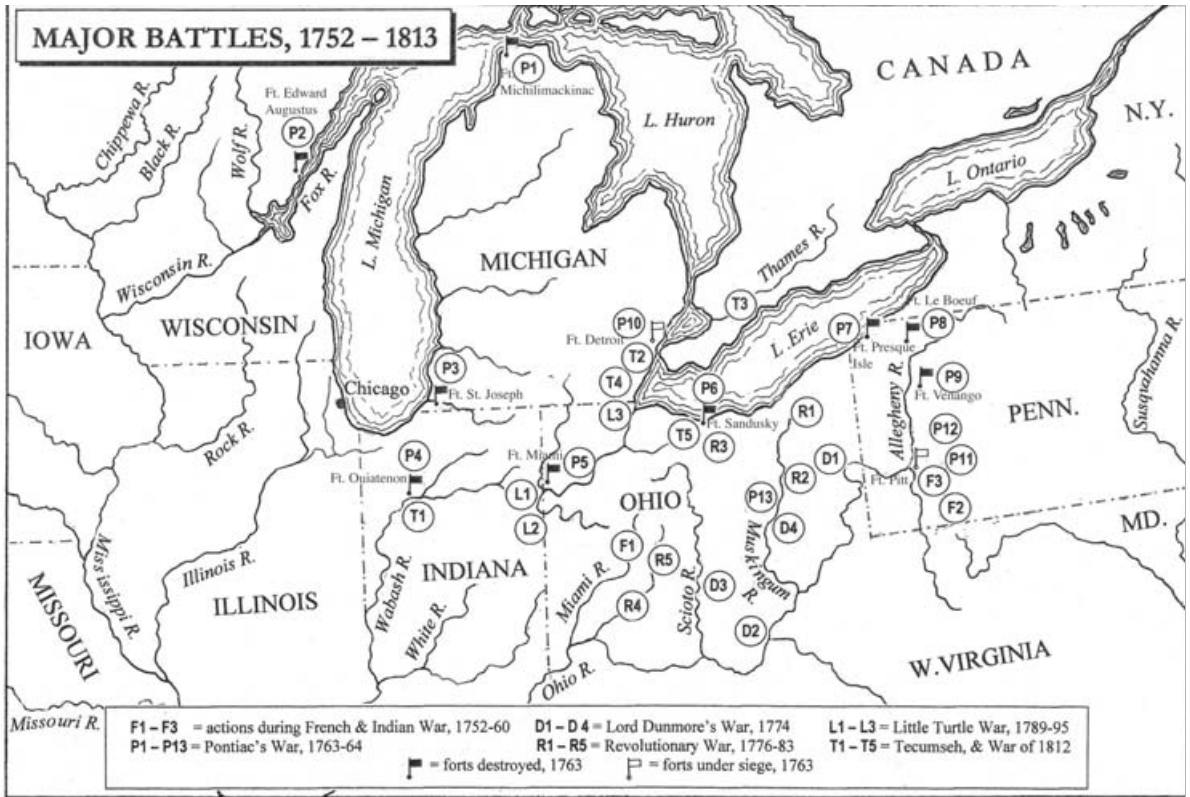 MAJOR BATTLES, 1752 – 1813
CANADA
N.Y.
P1
Ft.
Michilimackinac
Ft. Edward
Augustus
P2
Chippewa R.
Black R.
Wolf R.
Fox R.
L. Huron
L. Ontario
L. Michigan
MICHIGAN
Thames R.
Wisconsin R.
IOWA
WISCONSIN
T3
P10
Ft. Detroit
T2
L. Erie
P7
Ft. Presque
Isle
Ft. Le Boeuf
P8
Susquahanna R.
P3
Chicago
Ft. St. Joseph
T4
P6
L3
Ft. Sandusky
T5
R3
R1
Allegheny R.
P9
Ft. Venango
PENN.
P12
P11
Rock R.
P4
Ft. Ouiatenon
T1
Ft. Miami
P5
L1
L2
OHIO
D1
R2
P13
D4
Muskingum
R.
Ft. Pitt
F3
F2
MD.
Mississippi R.
MISSOURI
Illinois R.
ILLINOIS
Wabash R.
INDIANA
White R.
Miami R.
F1
R5
R4
Scioto R.
D3
D2
Ohio R.
W. VIRGINIA
Missouri R.
F1 – F3 = actions during French & Indian War, 1752-60
P1 – P13 = Pontiac's War, 1763-64
D1 – D 4 = Lord Dunmore's War, 1774
R1 – R5 = Revolutionary War, 1776-83
L1 – L3 = Little Turtle War, 1789-95
T1 – T5 = Tecumseh, & War of 1812
= forts destroyed, 1763
= forts under siege, 1763